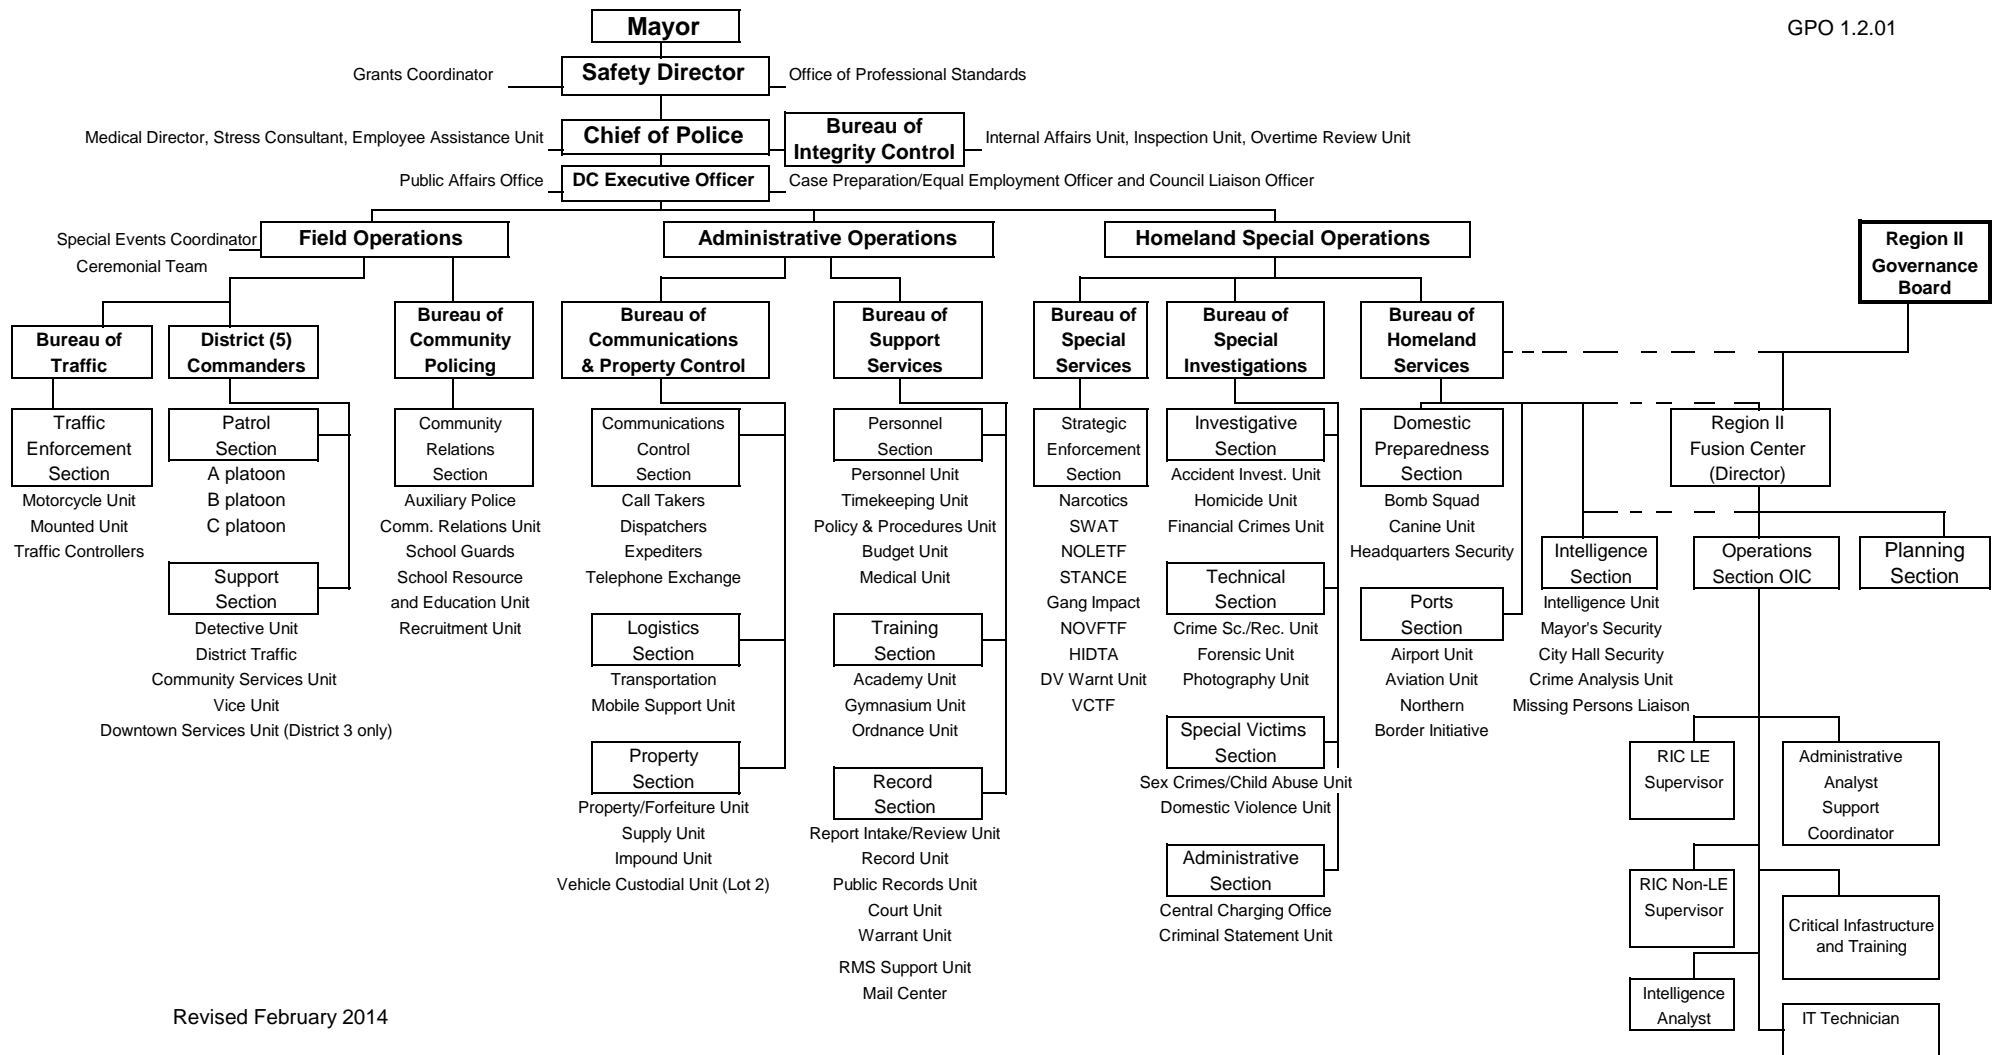 Mayor
GPO 1.2.01
Grants Coordinator
Safety Director
Office of Professional Standards
Medical Director, Stress Consultant, Employee Assistance Unit
Chief of Police
Bureau of
Integrity Control
Internal Affairs Unit, Inspection Unit, Overtime Review Unit
Public Affairs Office
DC Executive Officer
Case Preparation/Equal Employment Officer and Council Liaison Officer
Special Events Coordinator
Ceremonial Team
Field Operations
Administrative Operations
Homeland Special Operations
Region II
Governance
Board
Bureau of
Traffic
Traffic
Enforcement
Section
Motorcycle Unit
Mounted Unit
Traffic Controllers
District (5)
Commanders
Patrol
Section
A platoon
B platoon
C platoon
Support
Section
Detective Unit
District Traffic
Community Services Unit
Vice Unit
Downtown Services Unit (District 3 only)
Bureau of
Community
Policing
Community
Relations
Section
Auxiliary Police
Comm. Relations Unit
School Guards
School Resource
and Education Unit
Recruitment Unit
Bureau of
Communications
& Property Control
Communications
Control
Section
Call Takers
Dispatchers
Expediters
Telephone Exchange
Logistics
Section
Transportation
Mobile Support Unit
Property
Section
Property/Forfeiture Unit
Supply Unit
Impound Unit
Vehicle Custodial Unit (Lot 2)
Bureau of
Support
Services
Personnel
Section
Personnel Unit
Timekeeping Unit
Policy & Procedures Unit
Budget Unit
Medical Unit
Training
Section
Academy Unit
Gymnasium Unit
Ordnance Unit
Record
Section
Report Intake/Review Unit
Record Unit
Public Records Unit
Court Unit
Warrant Unit
RMS Support Unit
Mail Center
Bureau of
Special
Services
Strategic
Enforcement
Section
Narcotics
SWAT
NOLETF
STANCE
Gang Impact
NOVFTF
HIDTA
DV Warnt Unit
VCTF
Bureau of
Special
Investigations
Investigative
Section
Accident Invest. Unit
Homicide Unit
Financial Crimes Unit
Technical
Section
Crime Sc./Rec. Unit
Forensic Unit
Photography Unit
Special Victims
Section
Sex Crimes/Child Abuse Unit
Domestic Violence Unit
Administrative
Section
Central Charging Office
Criminal Statement Unit
Bureau of
Homeland
Services
Domestic
Preparedness
Section
Bomb Squad
Canine Unit
Headquarters Security
Ports
Section
Airport Unit
Aviation Unit
Northern
Border Initiative
Region II
Fusion Center
(Director)
Intelligence
Section
Intelligence Unit
Mayor's Security
City Hall Security
Crime Analysis Unit
Missing Persons Liaison
Operations
Section OIC
Planning
Section
RIC LE
Supervisor
Administrative
Analyst
Support
Coordinator
RIC Non-LE
Supervisor
Critical Infastructure
and Training
Intelligence
Analyst
IT Technician
Revised February 2014